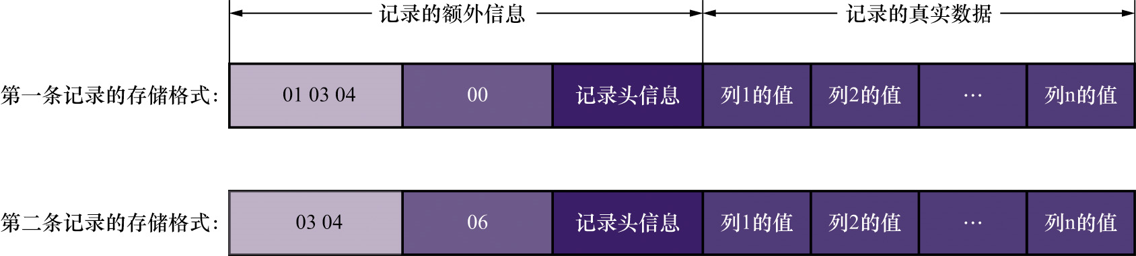 记录的额外信息 记录的真实数据
第一条记录的存储格式: 01 03 04 00 记录头信息 列1的值 列2的值 … 列n的值
第二条记录的存储格式: 03 04 06 记录头信息 列1的值 列2的值 … 列n的值